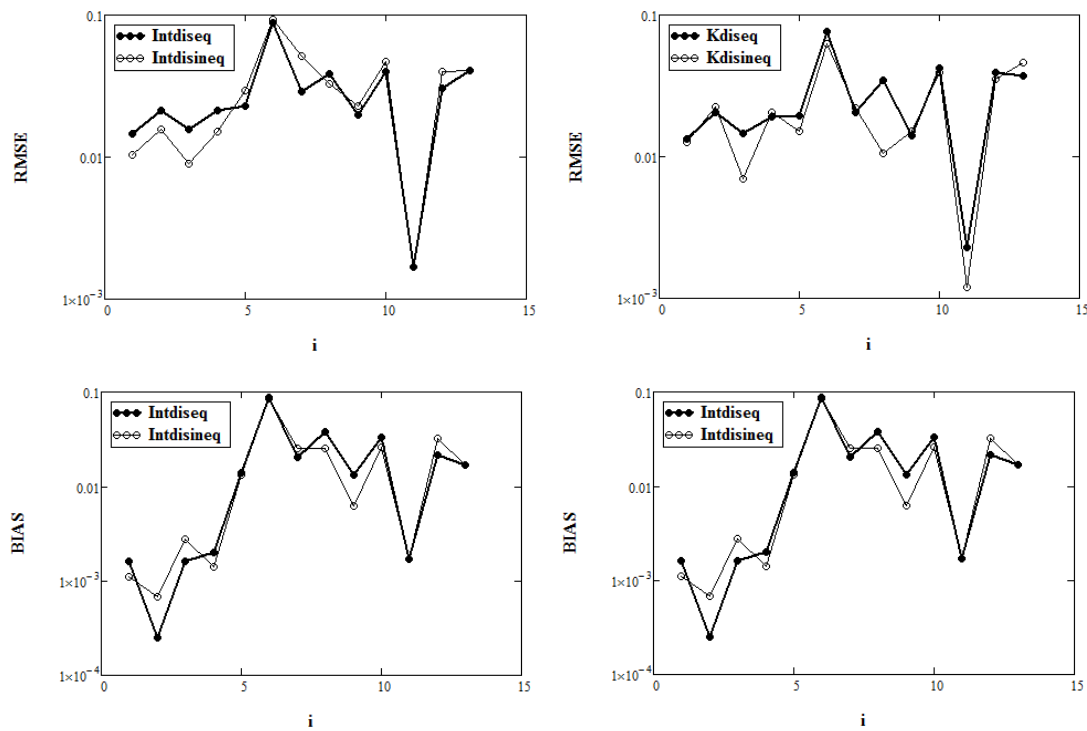 0.1
Intdiseq
Intdisineq
RMSE
0.01
1×10⁻³
0
5
10
15
i
0.1
Kdiseq
Kdisineq
RMSE
0.01
1×10⁻³
0
5
10
15
i
0.1
Intdiseq
Intdisineq
BIAS
0.01
1×10⁻³
1×10⁻⁴
0
5
10
15
i
0.1
Intdiseq
Intdisineq
BIAS
0.01
1×10⁻³
1×10⁻⁴
0
5
10
15
i